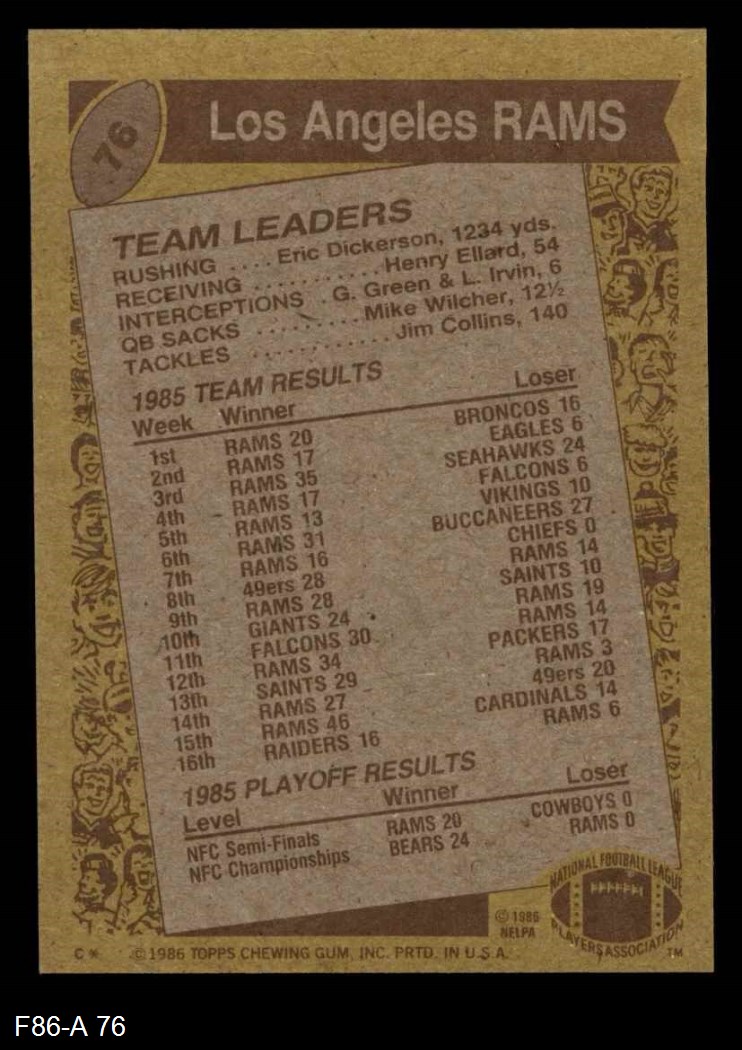 76
Los Angeles RAMS
TEAM LEADERS
RUSHING .... Eric Dickerson, 1234 yds.
RECEIVING ........... Henry Ellard, 54
INTERCEPTIONS . G. Green & L. Irvin, 6
QB SACKS ......... Mike Wilcher, 12½
TACKLES ............ Jim Collins, 140
1985 TEAM RESULTS
Week Winner Loser
1st RAMS 20 BRONCOS 16
2nd RAMS 17 EAGLES 6
3rd RAMS 35 SEAHAWKS 24
4th RAMS 17 FALCONS 6
5th RAMS 13 VIKINGS 10
6th RAMS 31 BUCCANEERS 27
7th RAMS 16 CHIEFS 0
8th 49ers 28 RAMS 14
9th RAMS 28 SAINTS 10
10th GIANTS 24 RAMS 19
11th FALCONS 30 RAMS 14
12th RAMS 34 PACKERS 17
13th SAINTS 29 RAMS 3
14th RAMS 27 49ers 20
15th RAMS 46 CARDINALS 14
16th RAIDERS 16 RAMS 6
1985 PLAYOFF RESULTS
Level Winner Loser
NFC Semi-Finals RAMS 20 COWBOYS 0
NFC Championships BEARS 24 RAMS 0
NATIONAL FOOTBALL LEAGUE
PLAYERS ASSOCIATION
TM
© 1986
NFLPA
C* © 1986 TOPPS CHEWING GUM, INC. PRTD. IN U.S.A.
F86-A 76